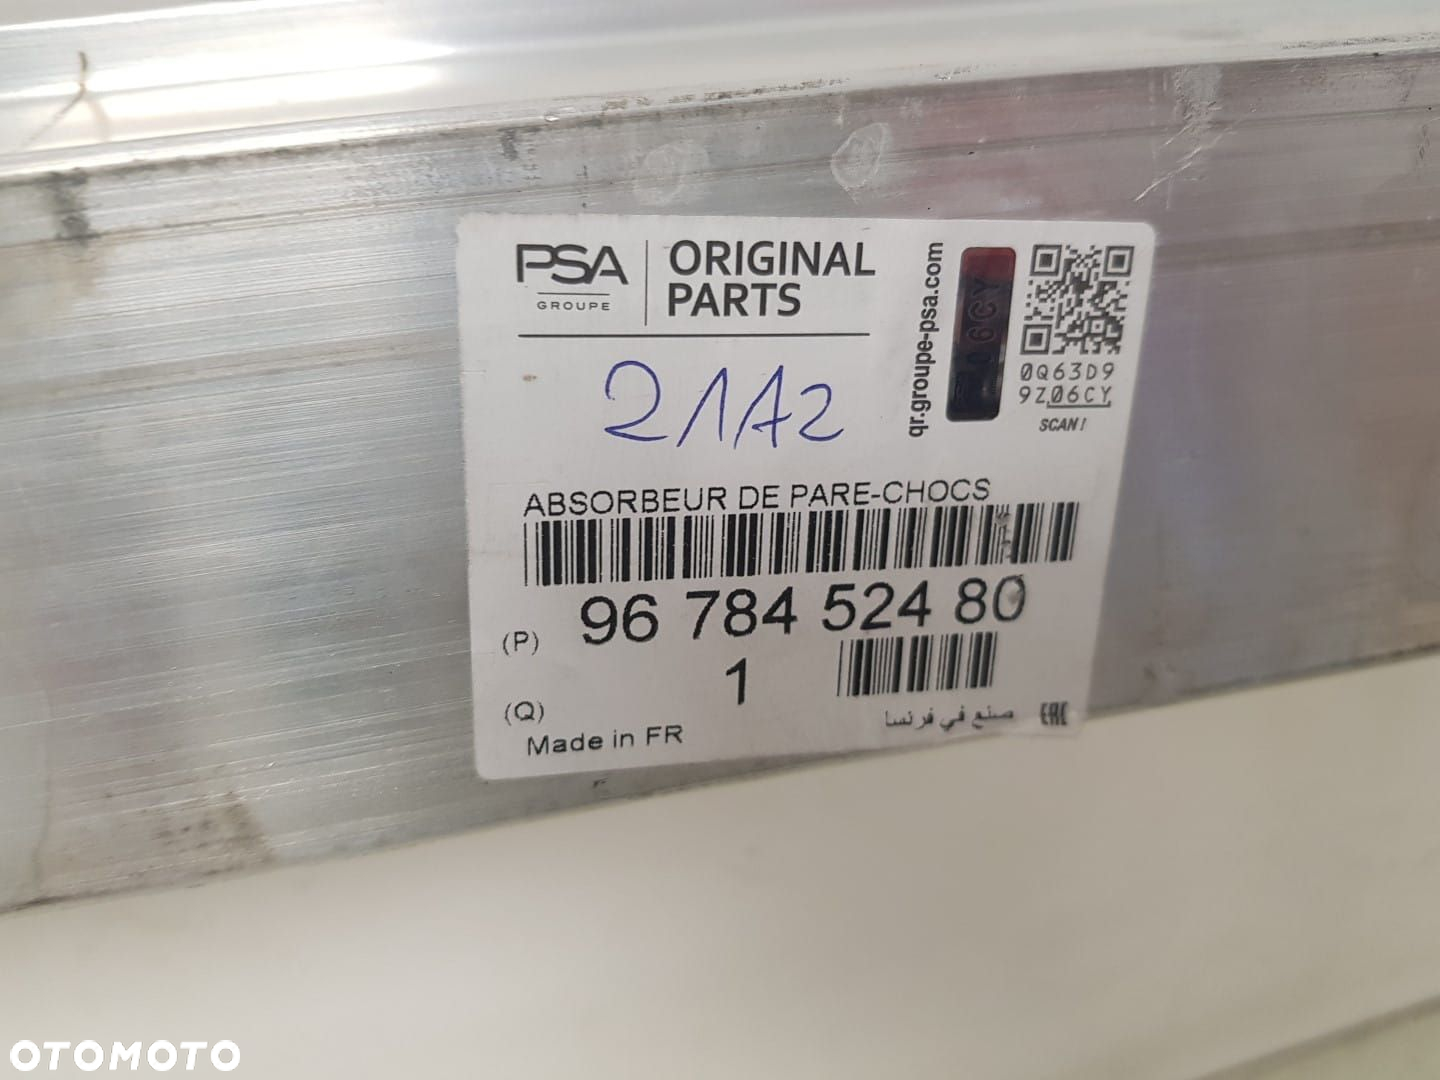 PSA
GROUPE
ORIGINAL
PARTS
qr.groupe-psa.com
06CY
0Q63D9
9Z06CY
SCAN!
21A2
ABSORBEUR DE PARE-CHOCS
(P) 96 784 524 80
(Q) 1
Made in FR
صنع في فرنسا
EAC
OTOMOTO